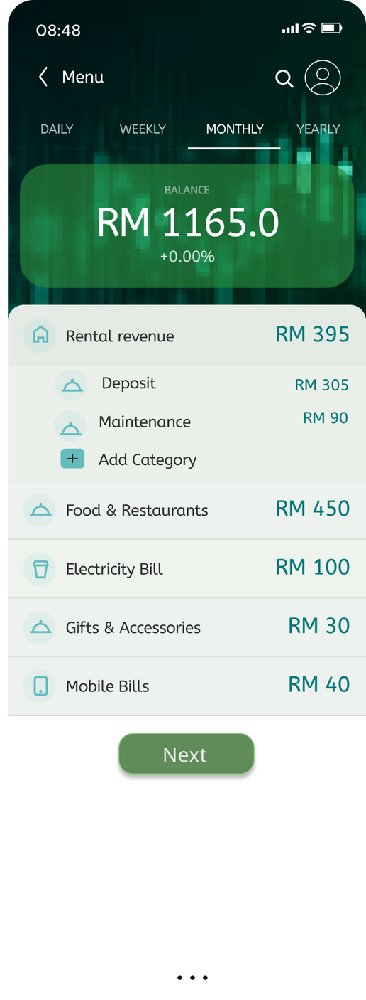 08:48
Menu
DAILY WEEKLY MONTHLY YEARLY
BALANCE
RM 1165.0
+0.00%
Rental revenue RM 395
Deposit RM 305
Maintenance RM 90
+ Add Category
Food & Restaurants RM 450
Electricity Bill RM 100
Gifts & Accessories RM 30
Mobile Bills RM 40
Next